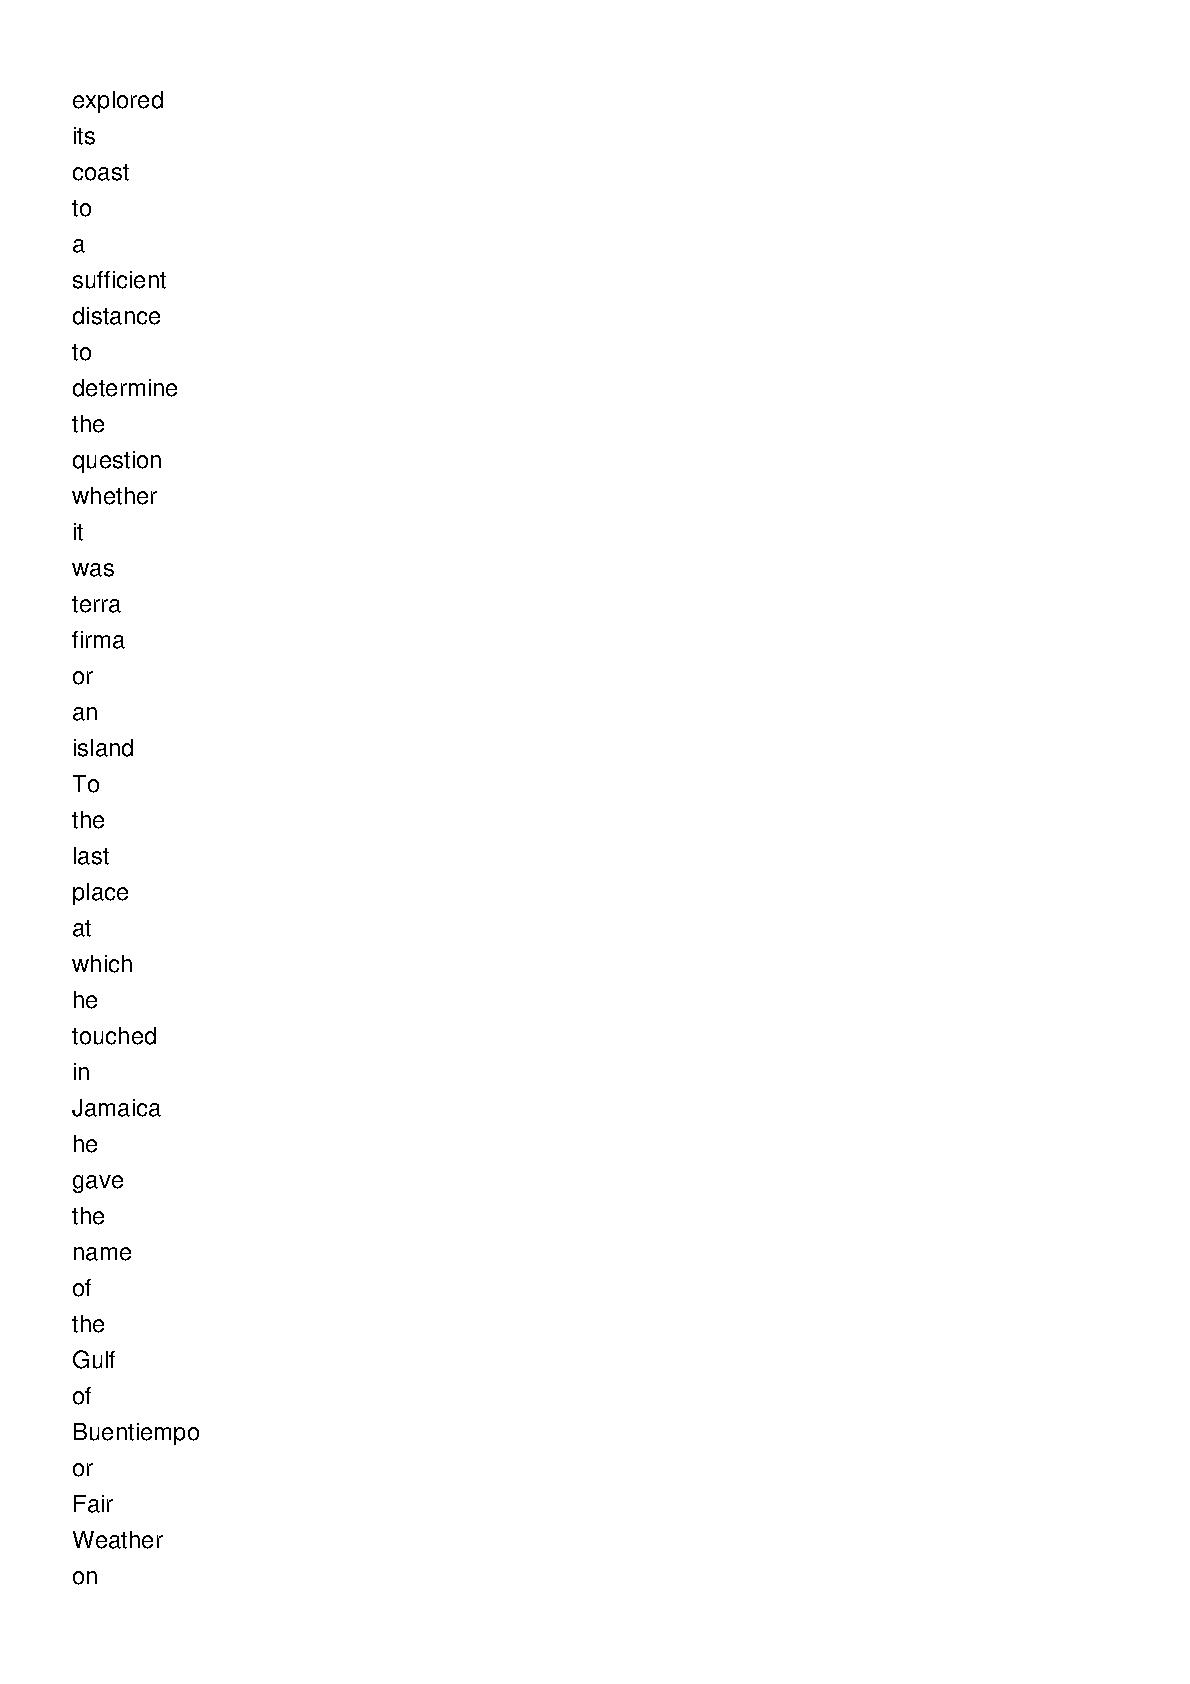 explored
its
coast
to
a
sufficient
distance
to
determine
the
question
whether
it
was
terra
firma
or
an
island
To
the
last
place
at
which
he
touched
in
Jamaica
he
gave
the
name
of
the
Gulf
of
Buentiempo
or
Fair
Weather
on